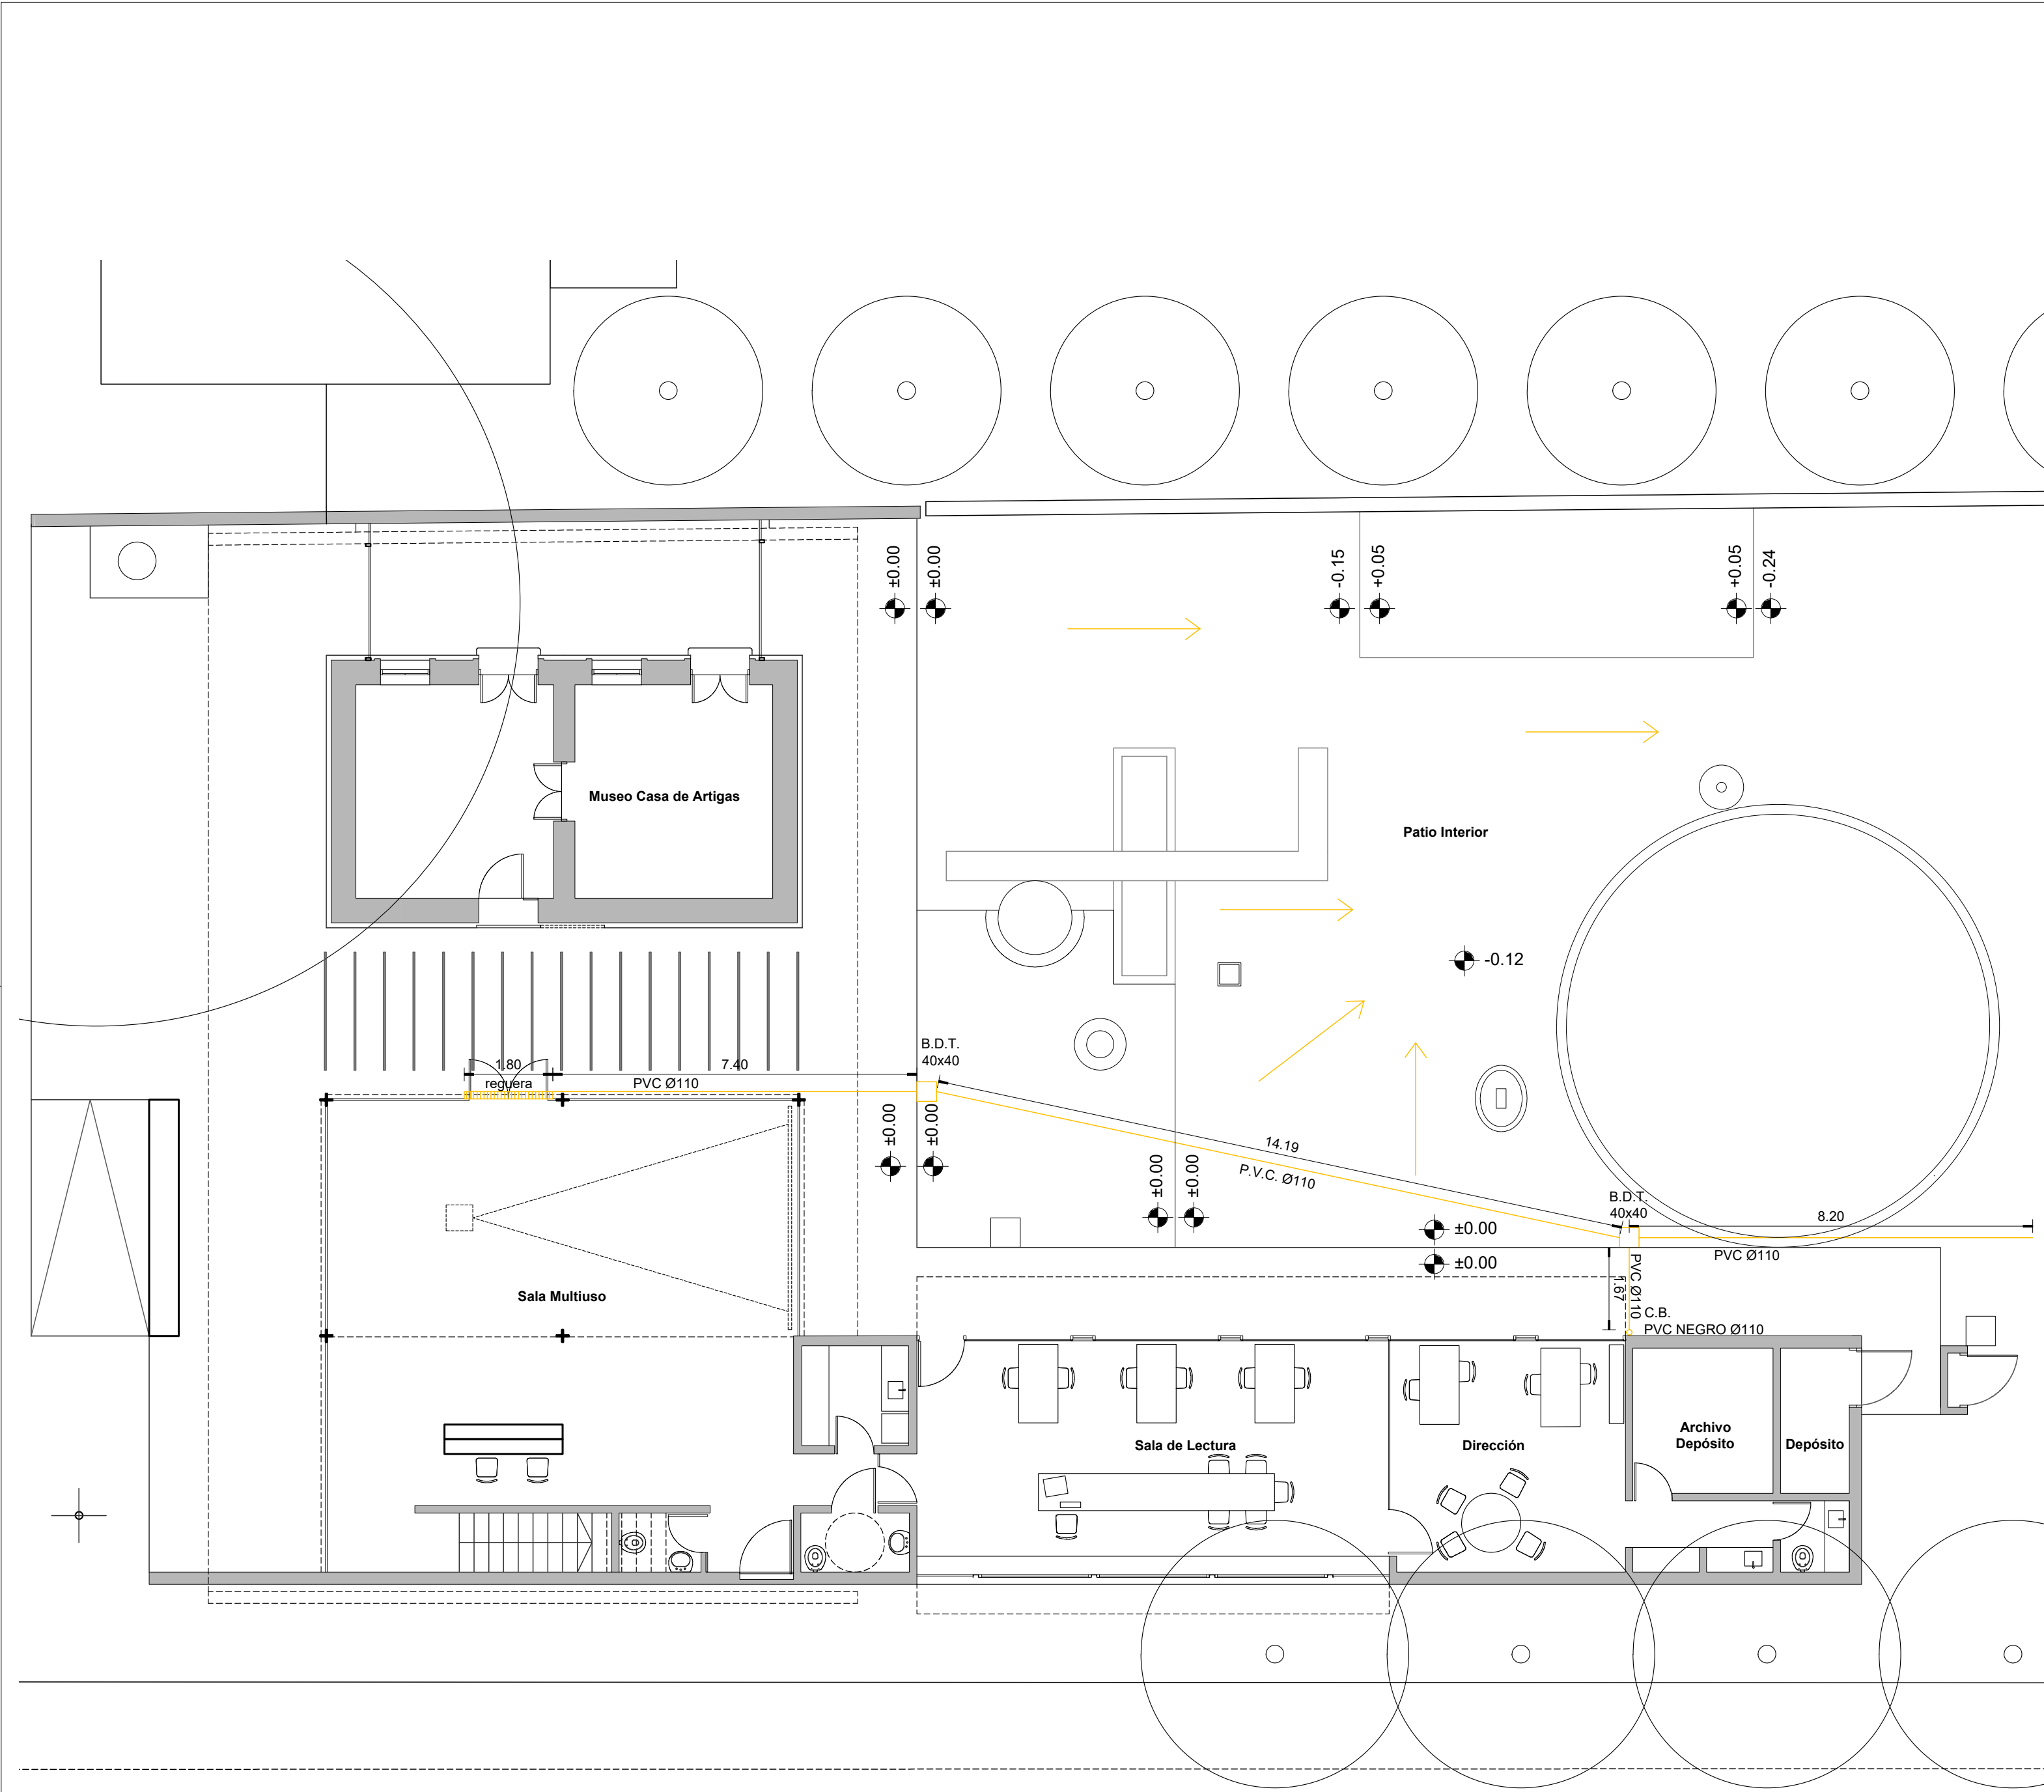 ±0.00
±0.00
-0.15
+0.05
+0.05
-0.24
Museo Casa de Artigas
Patio Interior
-0.12
B.D.T.
40x40
1.80
7.40
reguera
PVC Ø110
±0.00
±0.00
14.19
P.V.C. Ø110
±0.00
±0.00
B.D.T.
40x40
8.20
±0.00
±0.00
PVC Ø110
PVC Ø110
1.67
C.B.
PVC NEGRO Ø110
Sala Multiuso
Archivo
Depósito
Sala de Lectura
Dirección
Depósito